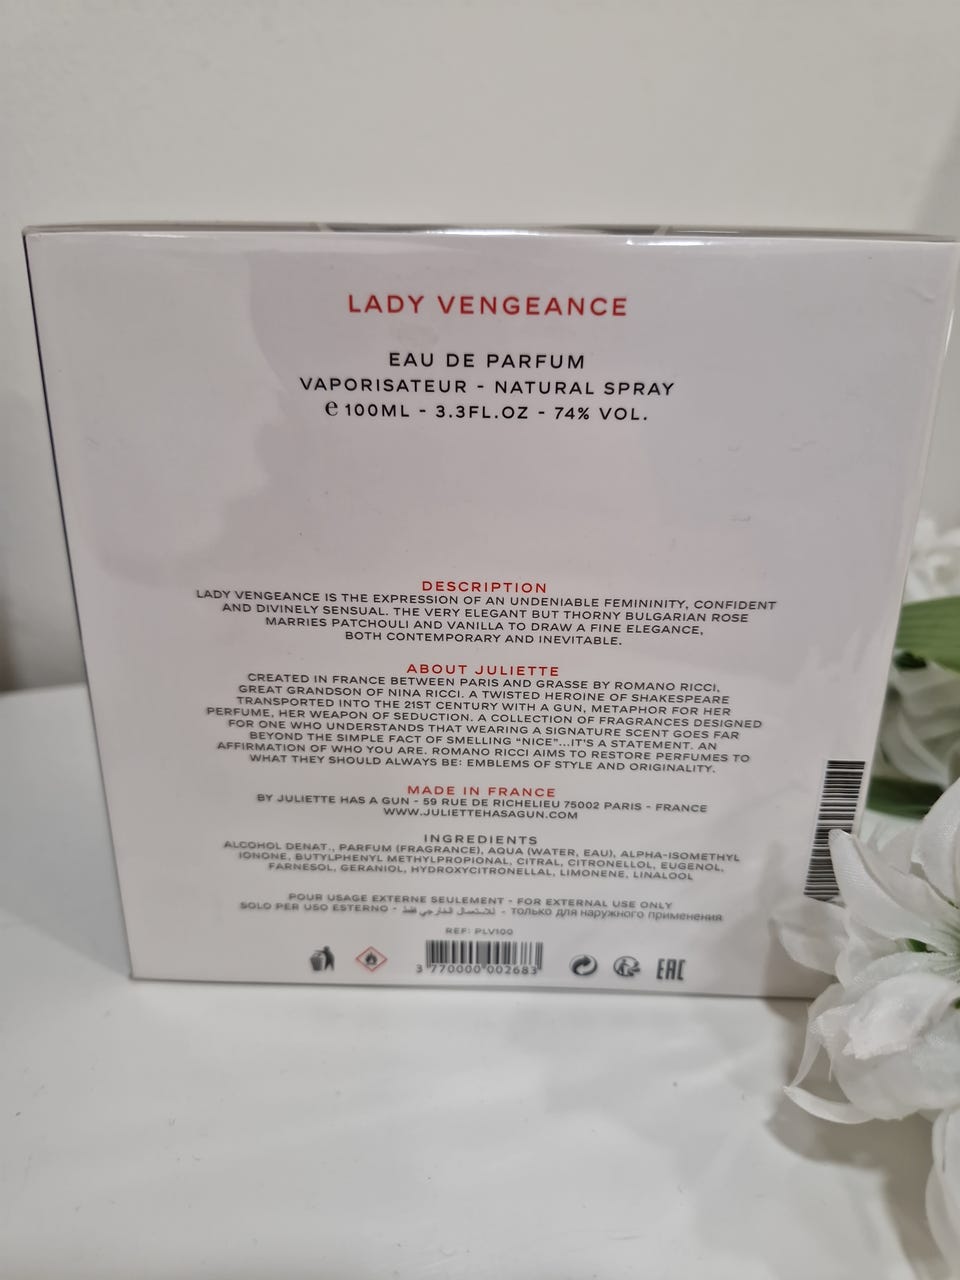 LADY VENGEANCE
EAU DE PARFUM
VAPORISATEUR - NATURAL SPRAY
e 100ML - 3.3FL.OZ - 74% VOL.
DESCRIPTION
LADY VENGEANCE IS THE EXPRESSION OF AN UNDENIABLE FEMININITY, CONFIDENT
AND DIVINELY SENSUAL. THE VERY ELEGANT BUT THORNY BULGARIAN ROSE
MARRIES PATCHOULI AND VANILLA TO DRAW A FINE ELEGANCE,
BOTH CONTEMPORARY AND INEVITABLE.
ABOUT JULIETTE
CREATED IN FRANCE BETWEEN PARIS AND GRASSE BY ROMANO RICCI,
GREAT GRANDSON OF NINA RICCI. A TWISTED HEROINE OF SHAKESPEARE
TRANSPORTED INTO THE 21ST CENTURY WITH A GUN, METAPHOR FOR HER
PERFUME, HER WEAPON OF SEDUCTION. A COLLECTION OF FRAGRANCES DESIGNED
FOR ONE WHO UNDERSTANDS THAT WEARING A SIGNATURE SCENT GOES FAR
BEYOND THE SIMPLE FACT OF SMELLING "NICE"...IT'S A STATEMENT. AN
AFFIRMATION OF WHO YOU ARE. ROMANO RICCI AIMS TO RESTORE PERFUMES TO
WHAT THEY SHOULD ALWAYS BE: EMBLEMS OF STYLE AND ORIGINALITY.
MADE IN FRANCE
BY JULIETTE HAS A GUN - 59 RUE DE RICHELIEU 75002 PARIS - FRANCE
WWW.JULIETTEHASAGUN.COM
INGREDIENTS
ALCOHOL DENAT., PARFUM (FRAGRANCE), AQUA (WATER, EAU), ALPHA-ISOMETHYL
IONONE, BUTYLPHENYL METHYLPROPIONAL, CITRAL, CITRONELLOL, EUGENOL,
FARNESOL, GERANIOL, HYDROXYCITRONELLAL, LIMONENE, LINALOOL
POUR USAGE EXTERNE SEULEMENT - FOR EXTERNAL USE ONLY
SOLO PER USO ESTERNO - للاستعمال الخارجي فقط - только для наружного применения
REF: PLV100
3 770000 002683
EAC